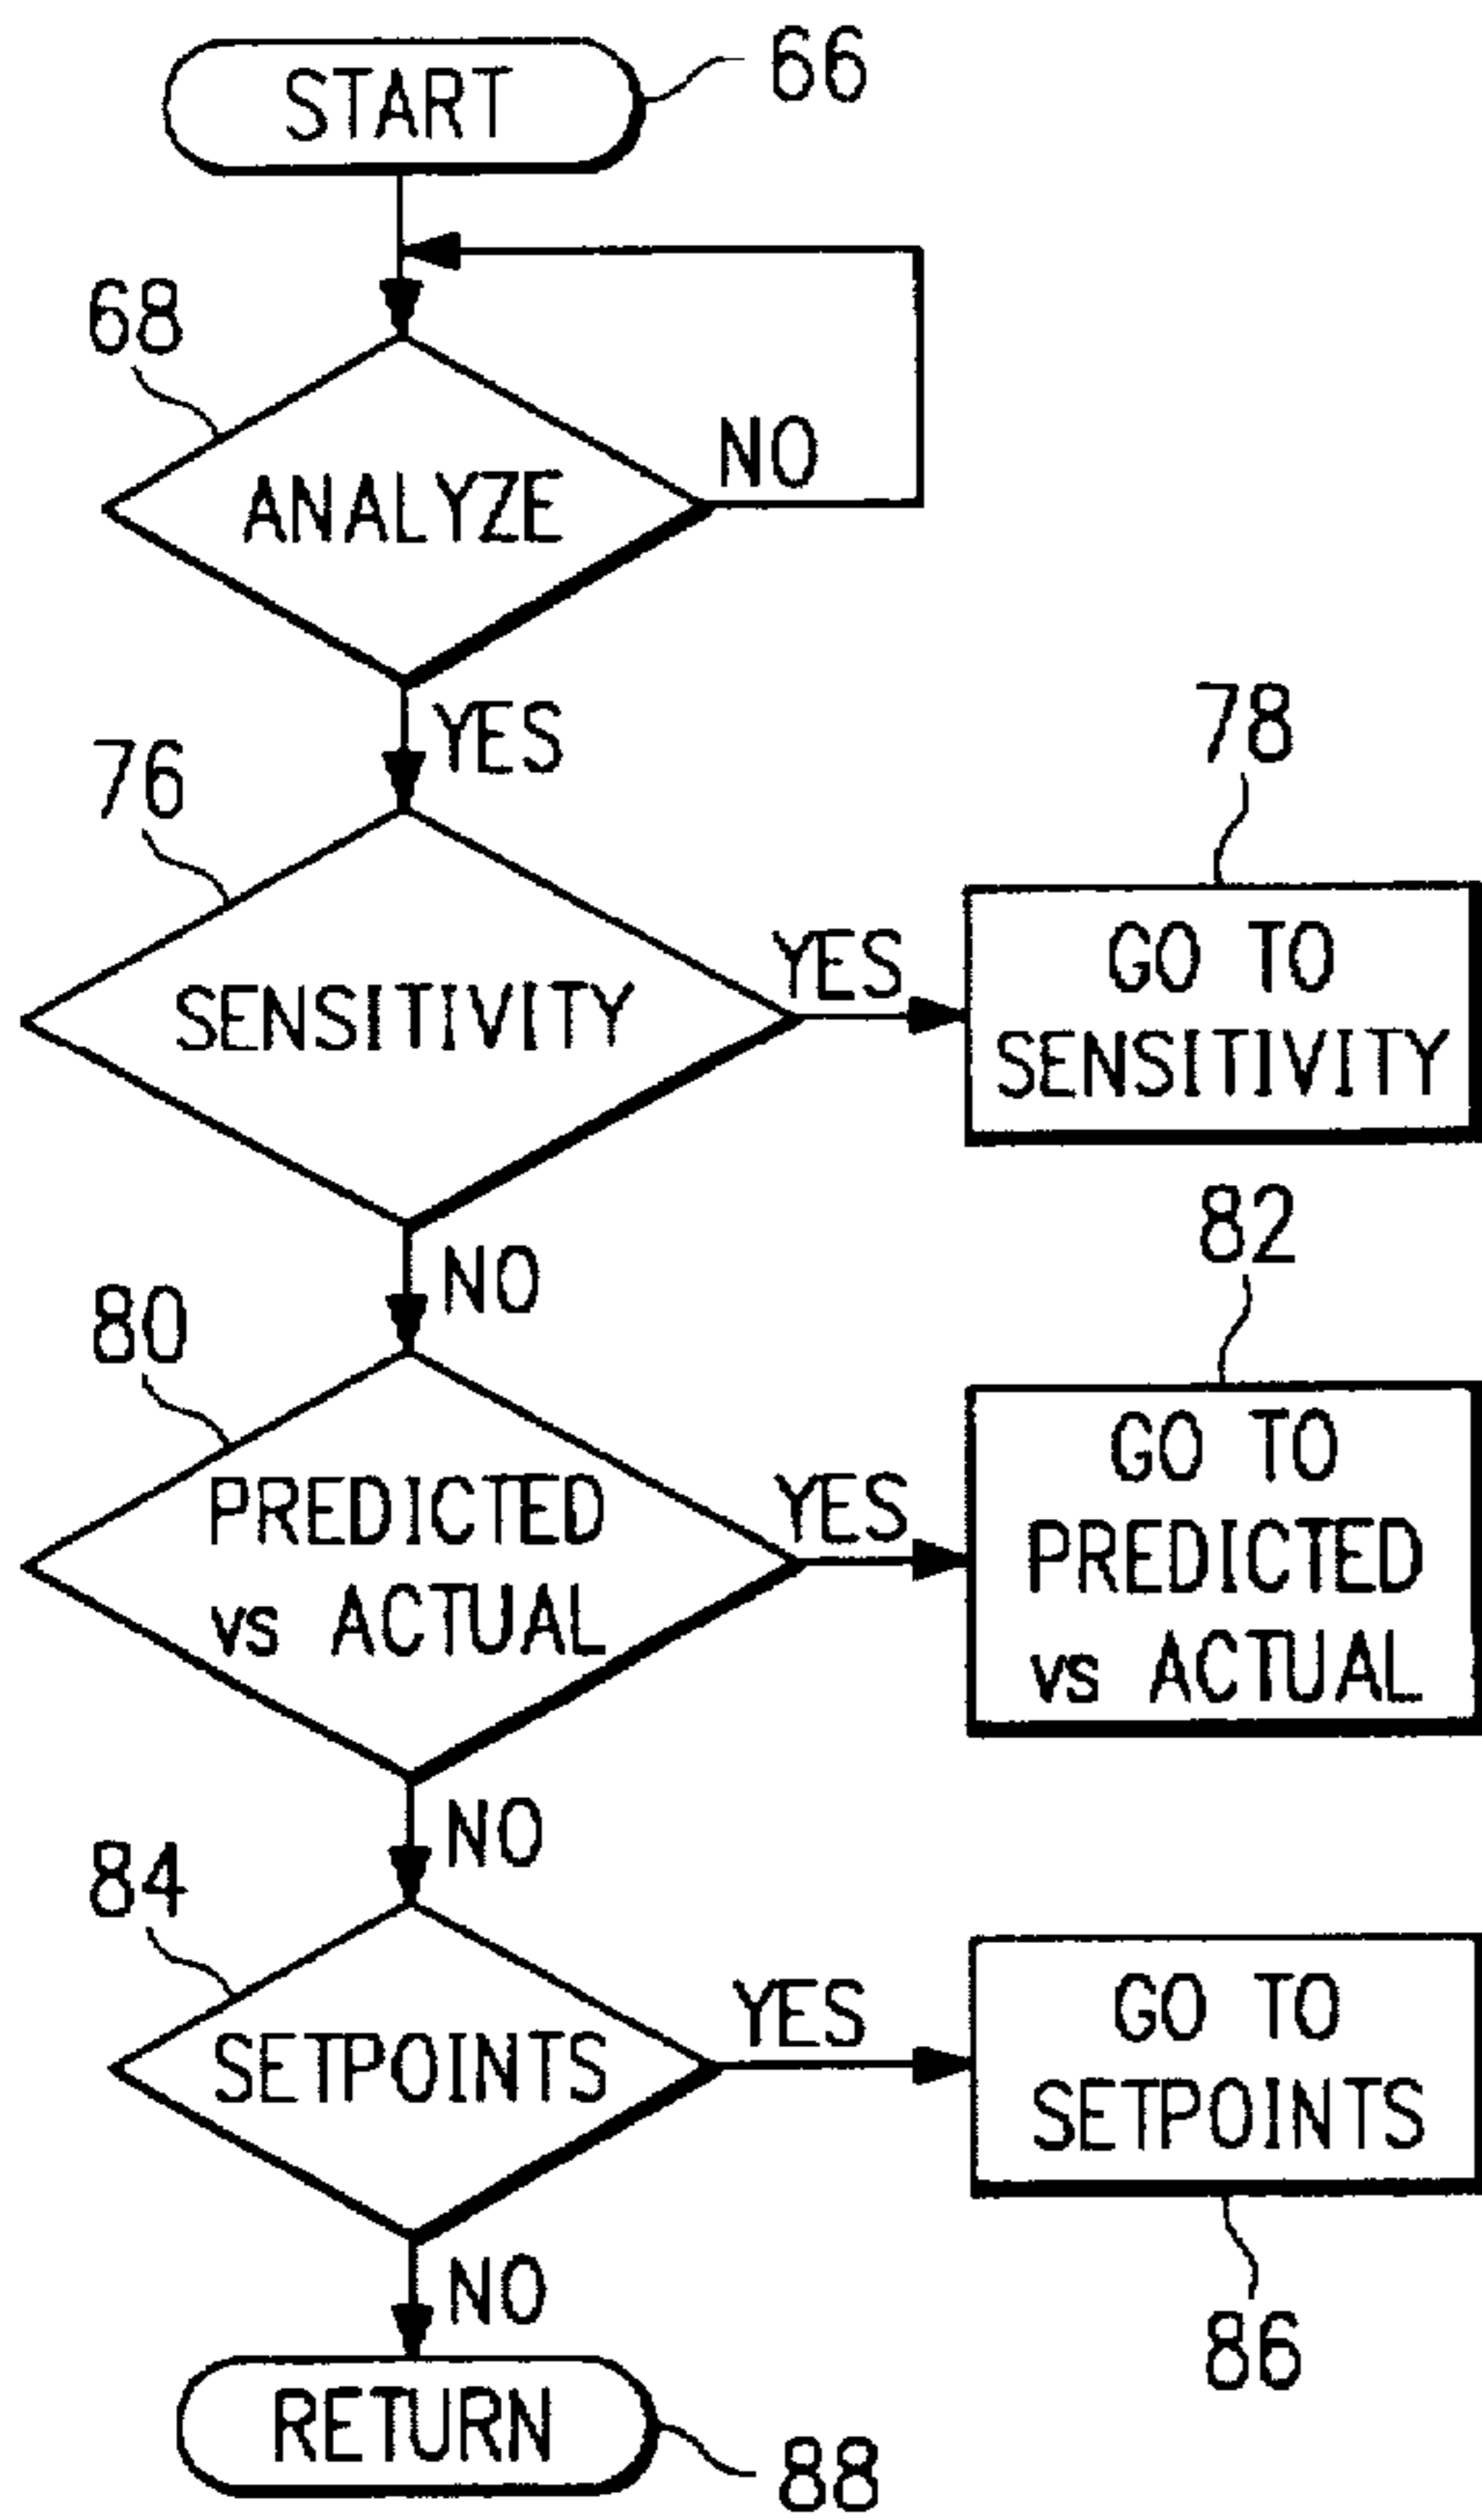 START
66
68
ANALYZE
NO
YES
76
SENSITIVITY
YES
78
GO TO
SENSITIVITY
NO
80
PREDICTED
vs ACTUAL
YES
82
GO TO
PREDICTED
vs ACTUAL
NO
84
SETPOINTS
YES
GO TO
SETPOINTS
86
NO
RETURN
88